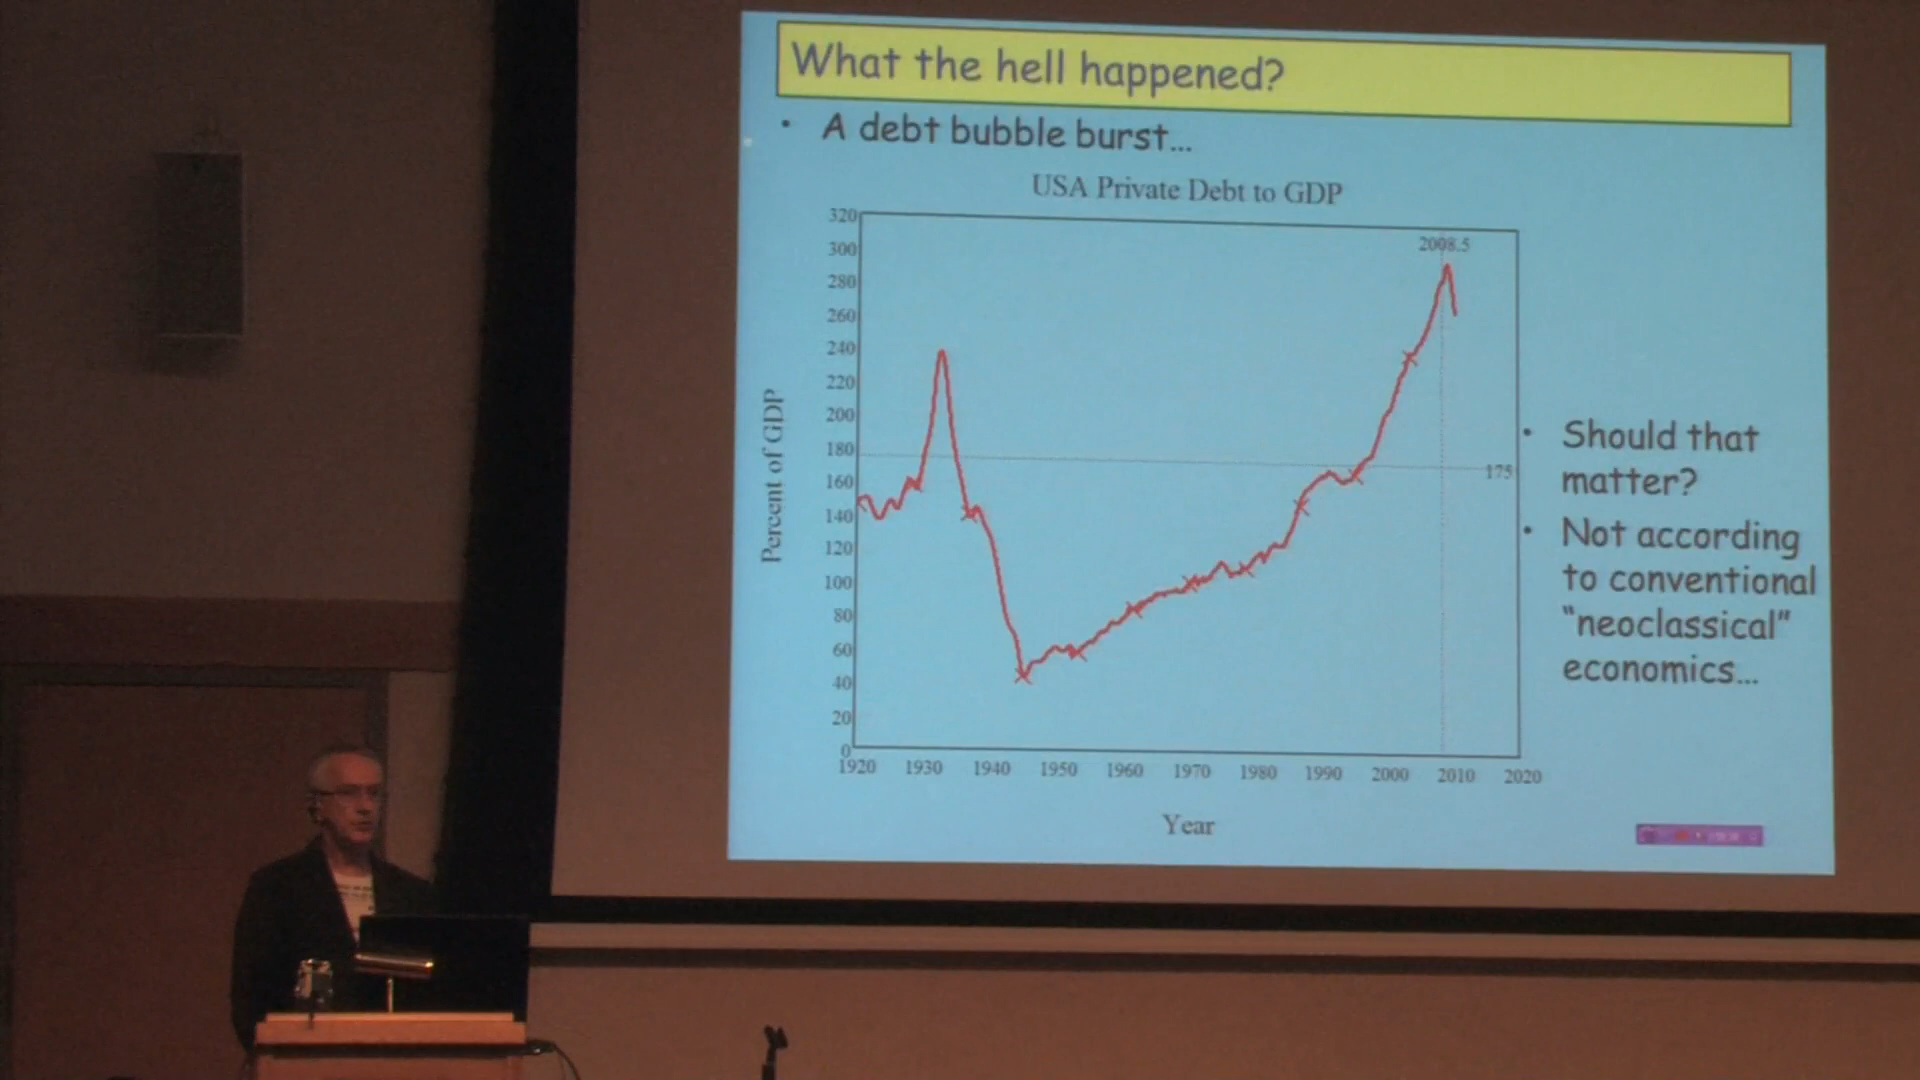 What the hell happened?
• A debt bubble burst...
USA Private Debt to GDP
320
300
280
260
240
220
200
180
160
140
120
100
80
60
40
20
0
Percent of GDP
2008.5
175
1920 1930 1940 1950 1960 1970 1980 1990 2000 2010 2020
Year
• Should that
matter?
• Not according
to conventional
“neoclassical”
economics...